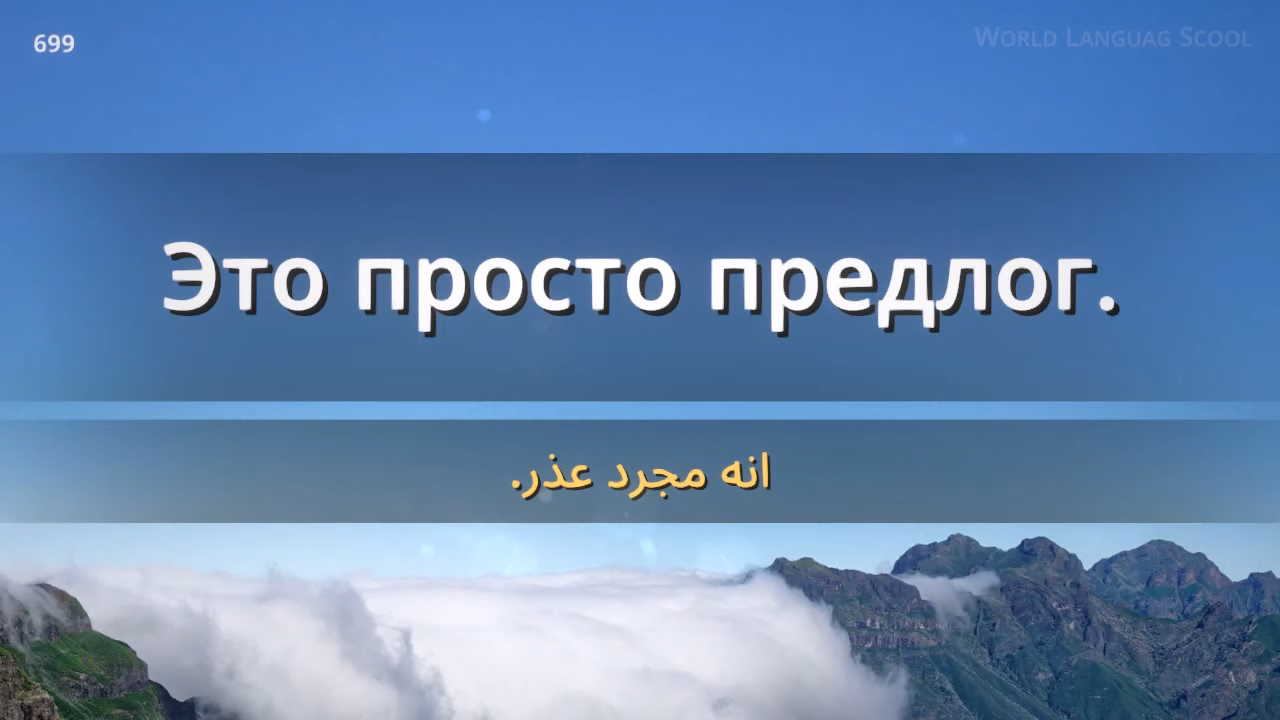 699
World Languag Scool
Это просто предлог.
انه مجرد عذر.